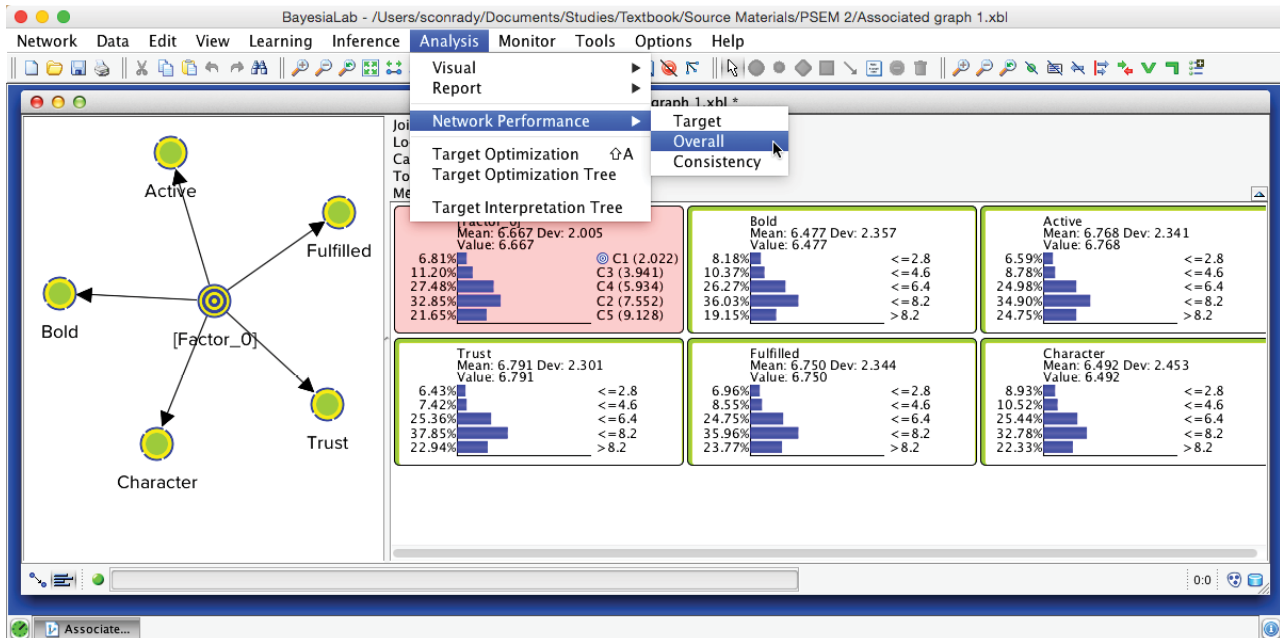 BayesiaLab - /Users/sconrady/Documents/Studies/Textbook/Source Materials/PSEM 2/Associated graph 1.xbl
Network Data Edit View Learning Inference Analysis Monitor Tools Options Help
Visual
Report
Network Performance
Target Optimization ⇧A
Target Optimization Tree
Target Interpretation Tree
Target
Overall
Consistency
graph 1.xbl *
Active
Fulfilled
Bold
[Factor_0]
Trust
Character
Joi
Lo
Ca
To
Me
[Factor_0]
Mean: 6.667 Dev: 2.005
Value: 6.667
6.81% C1 (2.022)
11.20% C3 (3.941)
27.48% C4 (5.934)
32.85% C2 (7.552)
21.65% C5 (9.128)
Bold
Mean: 6.477 Dev: 2.357
Value: 6.477
8.18% <=2.8
10.37% <=4.6
26.27% <=6.4
36.03% <=8.2
19.15% >8.2
Active
Mean: 6.768 Dev: 2.341
Value: 6.768
6.59% <=2.8
8.78% <=4.6
24.98% <=6.4
34.90% <=8.2
24.75% >8.2
Trust
Mean: 6.791 Dev: 2.301
Value: 6.791
6.43% <=2.8
7.42% <=4.6
25.36% <=6.4
37.85% <=8.2
22.94% >8.2
Fulfilled
Mean: 6.750 Dev: 2.344
Value: 6.750
6.96% <=2.8
8.55% <=4.6
24.75% <=6.4
35.96% <=8.2
23.77% >8.2
Character
Mean: 6.492 Dev: 2.453
Value: 6.492
8.93% <=2.8
10.52% <=4.6
25.44% <=6.4
32.78% <=8.2
22.33% >8.2
0:0
Associate...